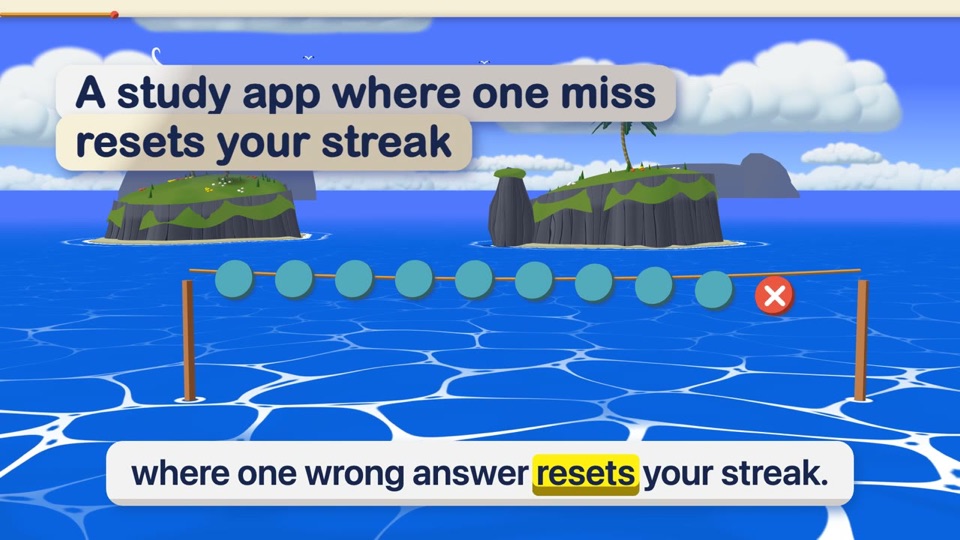 A study app where one miss
resets your streak
where one wrong answer resets your streak.